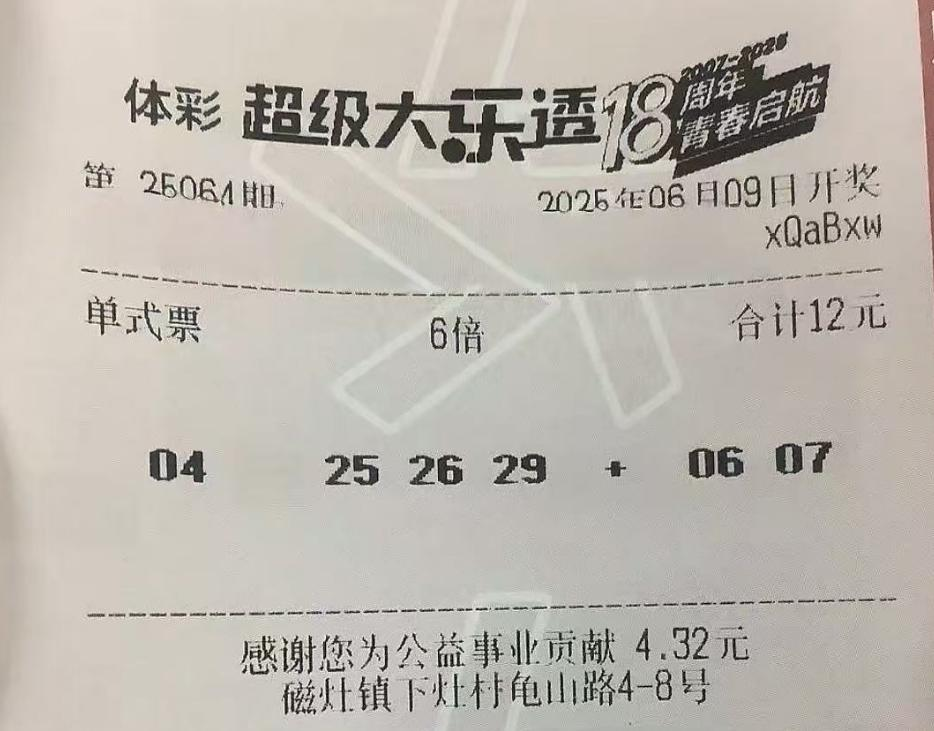 体彩 超级大乐透 18周年 2007-2025 青春启航
第 25064期 2025年06月09日开奖
xQaBxw
单式票 6倍 合计12元
04 25 26 29 + 06 07
感谢您为公益事业贡献 4.32元
磁灶镇下灶村龟山路4-8号